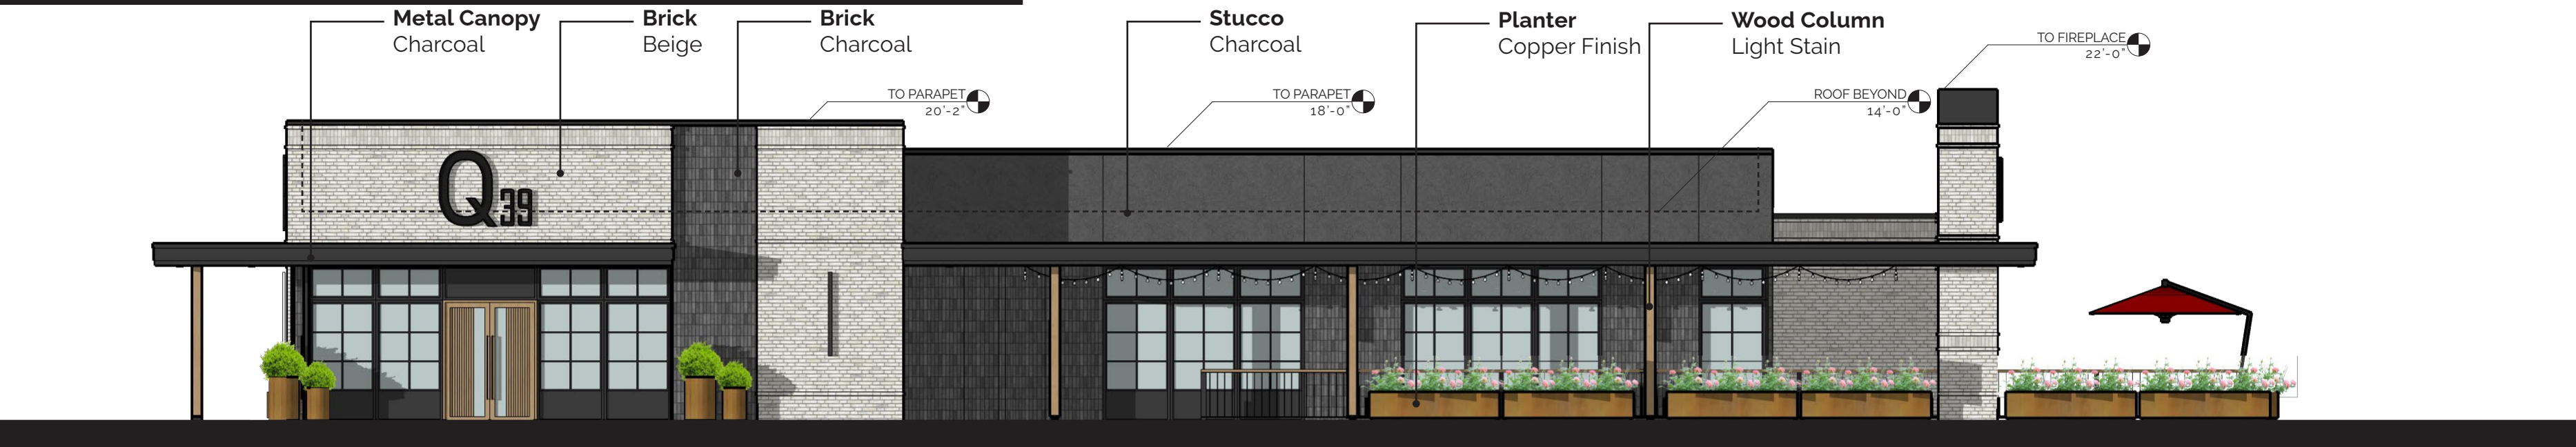 Metal Canopy
Charcoal
Brick
Beige
Brick
Charcoal
Stucco
Charcoal
Planter
Copper Finish
Wood Column
Light Stain
TO FIREPLACE
22'-0"
TO PARAPET
20'-2"
TO PARAPET
18'-0"
ROOF BEYOND
14'-0"
Q39